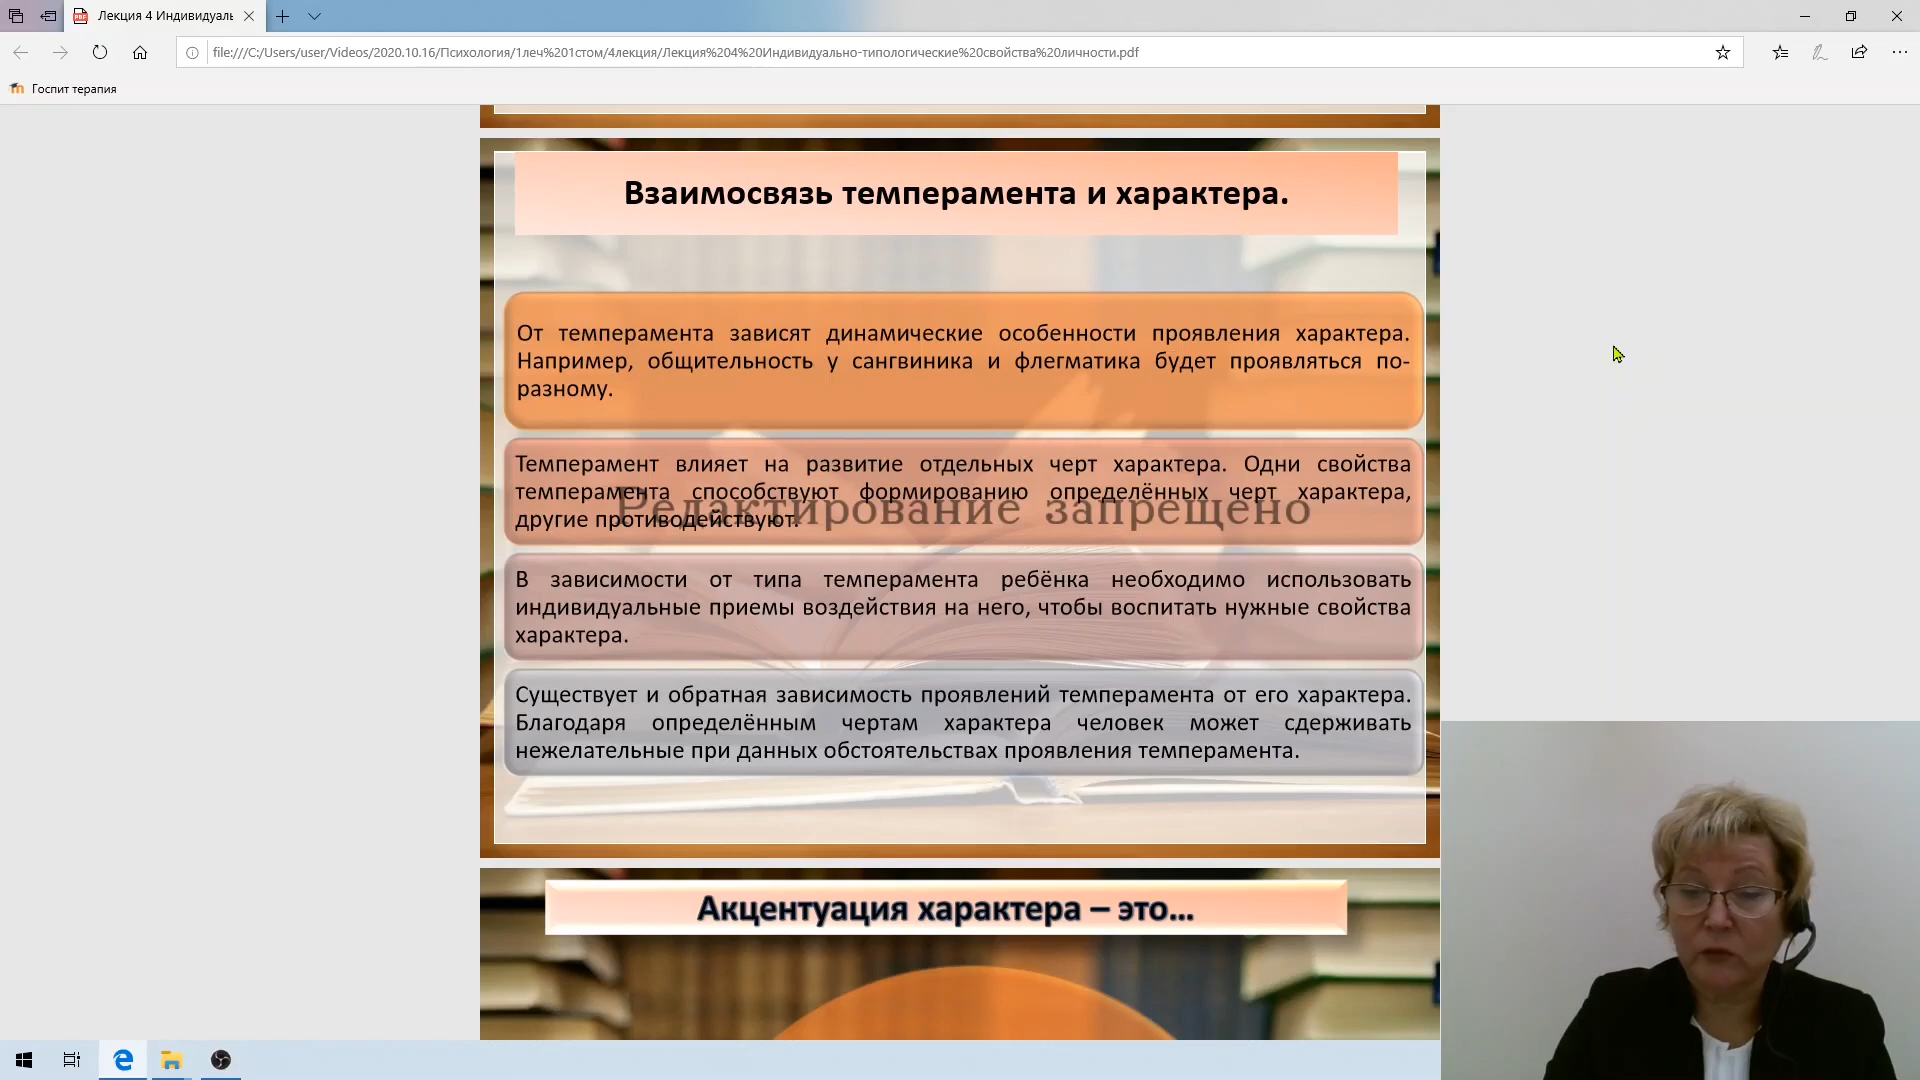 Лекция 4 Индивидуаль
file:///C:/Users/user/Videos/2020.10.16/Психология/1леч%201стом/4лекция/Лекция%204%20Индивидуально-типологические%20свойства%20личности.pdf
Госпит терапия
Взаимосвязь темперамента и характера.
От темперамента зависят динамические особенности проявления характера.
Например, общительность у сангвиника и флегматика будет проявляться по-
разному.
Темперамент влияет на развитие отдельных черт характера. Одни свойства
темперамента способствуют формированию определённых черт характера,
другие противодействуют.
Редактирование запрещено
В зависимости от типа темперамента ребёнка необходимо использовать
индивидуальные приемы воздействия на него, чтобы воспитать нужные свойства
характера.
Существует и обратная зависимость проявлений темперамента от его характера.
Благодаря определённым чертам характера человек может сдерживать
нежелательные при данных обстоятельствах проявления темперамента.
Акцентуация характера – это...